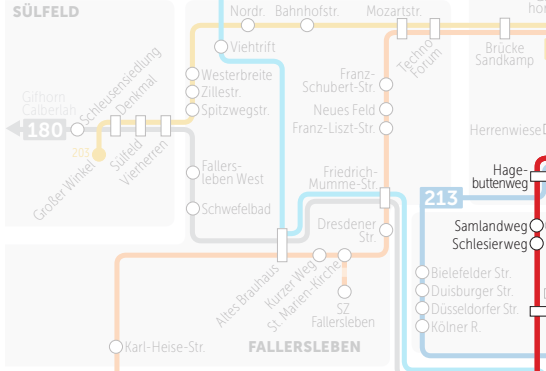 SÜLFELD
Nordr. Bahnhofstr. Mozartstr.
Viehtrift
Techno-
Forum
Brücke
Sandkamp
Schleusensiedlung
Denkmal
Westerbreite
Zillestr.
Spitzwegstr.
Franz-
Schubert-Str.
Neues Feld
Franz-Liszt-Str.
Githorn
Calberlah
180
Herrenwiese
203
Großer Winkel
Sülfeld
Vierherren
Fallers-
leben West
Schwefelbad
Friedrich-
Mumme-Str.
Hage-
buttenweg
213
Dresdener
Str.
Samlandweg
Schlesierweg
Altes Brauhaus
Kurzer Weg
St. Marien-Kirche
SZ
Fallersleben
Bielefelder Str.
Duisburger Str.
Düsseldorfer Str.
Kölner R.
Karl-Heise-Str.
FALLERSLEBEN